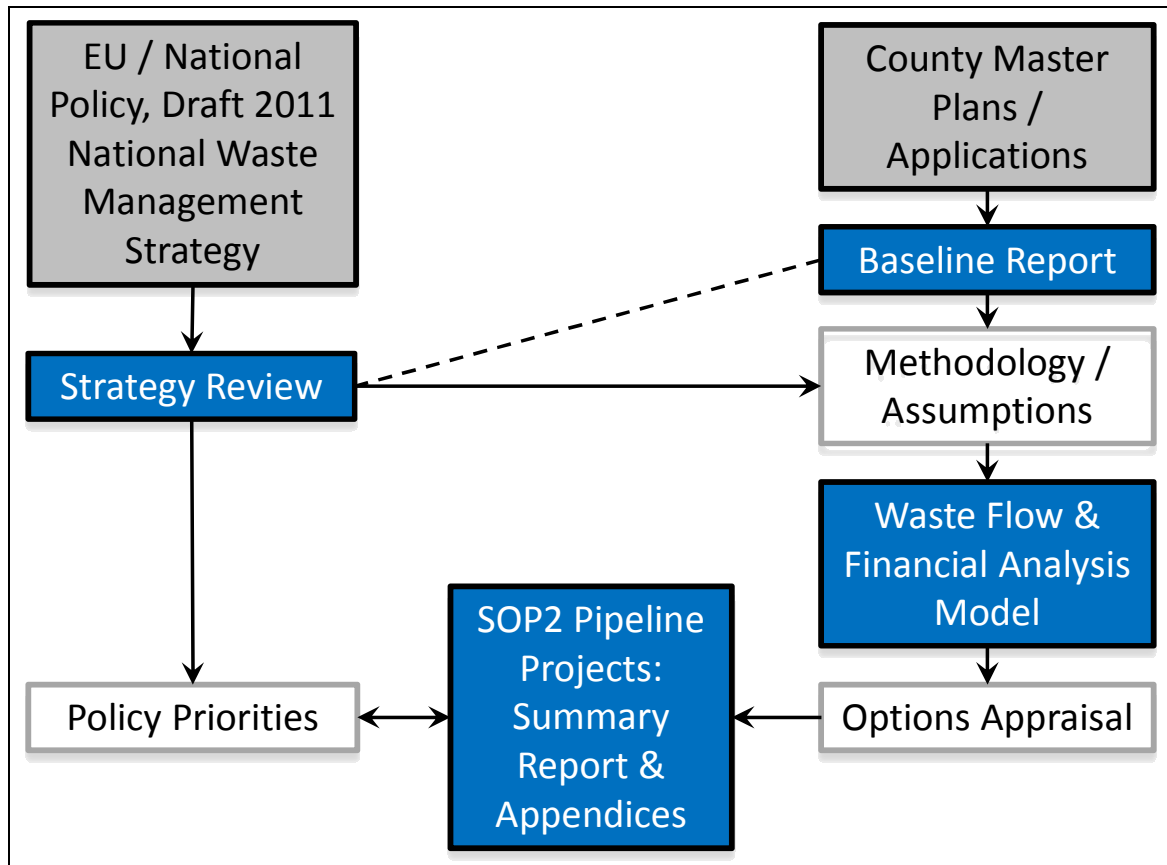 EU / National
Policy, Draft 2011
National Waste
Management
Strategy
County Master
Plans /
Applications
Baseline Report
Strategy Review
Methodology /
Assumptions
Waste Flow &
Financial Analysis
Model
SOP2 Pipeline
Projects:
Summary
Report &
Appendices
Policy Priorities
Options Appraisal